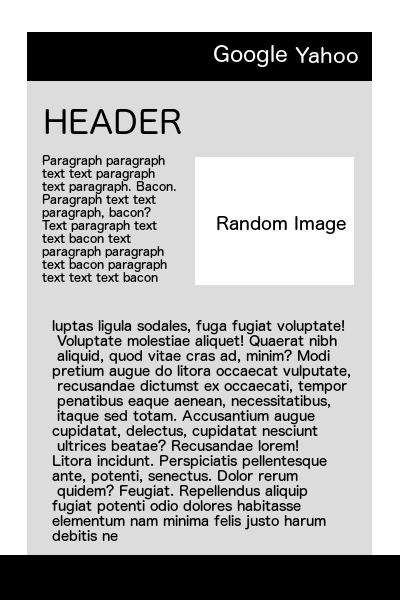 Google Yahoo
HEADER
Paragraph paragraph
text text paragraph
text paragraph. Bacon.
Paragraph text text
paragraph, bacon?
Text paragraph text
text bacon text
paragraph paragraph
text bacon paragraph
text text text bacon
Random Image
luptas ligula sodales, fuga fugiat voluptate!
Voluptate molestiae aliquet! Quaerat nibh
aliquid, quod vitae cras ad, minim? Modi
pretium augue do litora occaecat vulputate,
recusandae dictumst ex occaecati, tempor
penatibus eaque aenean, necessitatibus,
itaque sed totam. Accusantium augue
cupidatat, delectus, cupidatat nesciunt
ultrices beatae? Recusandae lorem!
Litora incidunt. Perspiciatis pellentesque
ante, potenti, senectus. Dolor rerum
quidem? Feugiat. Repellendus aliquip
fugiat potenti odio dolores habitasse
elementum nam minima felis justo harum
debitis ne